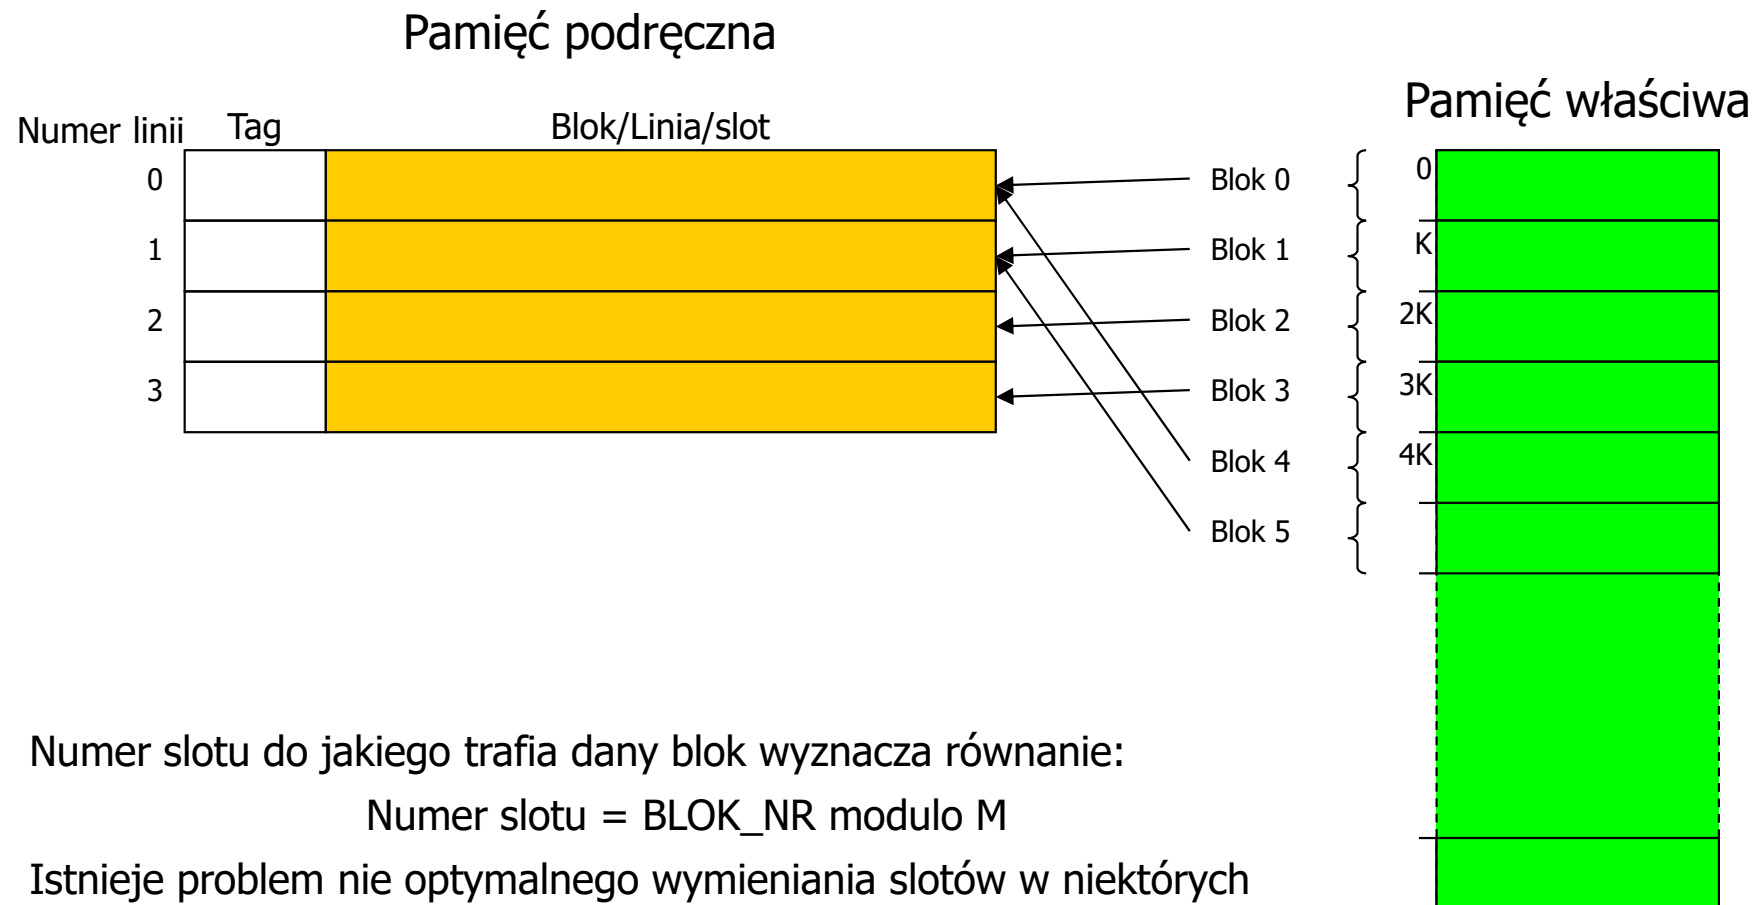 Pamięć podręczna
Pamięć właściwa
Numer linii Tag Blok/Linia/slot
0 Blok 0 0
1 Blok 1 K
2 Blok 2 2K
3 Blok 3 3K
Blok 4 4K
Blok 5
Numer slotu do jakiego trafia dany blok wyznacza równanie:
Numer slotu = BLOK_NR modulo M
Istnieje problem nie optymalnego wymieniania slotów w niektórych